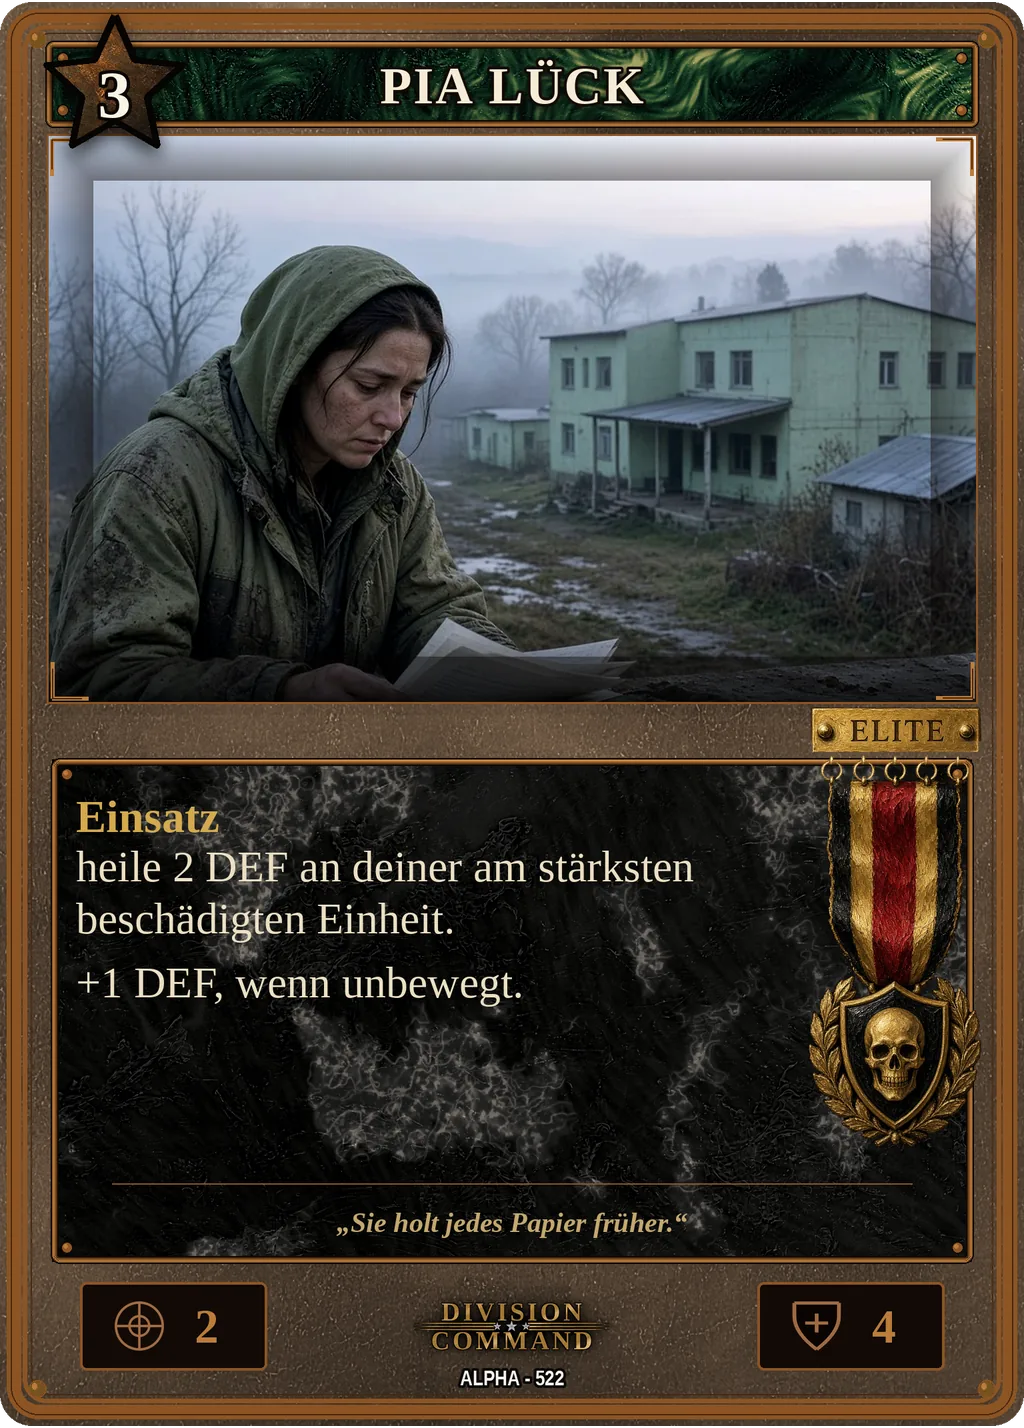 3
PIA LÜCK
ELITE
Einsatz
heile 2 DEF an deiner am stärksten
beschädigten Einheit.
+1 DEF, wenn unbewegt.
„Sie holt jedes Papier früher.“
2
DIVISION
COMMAND
4
ALPHA - 522